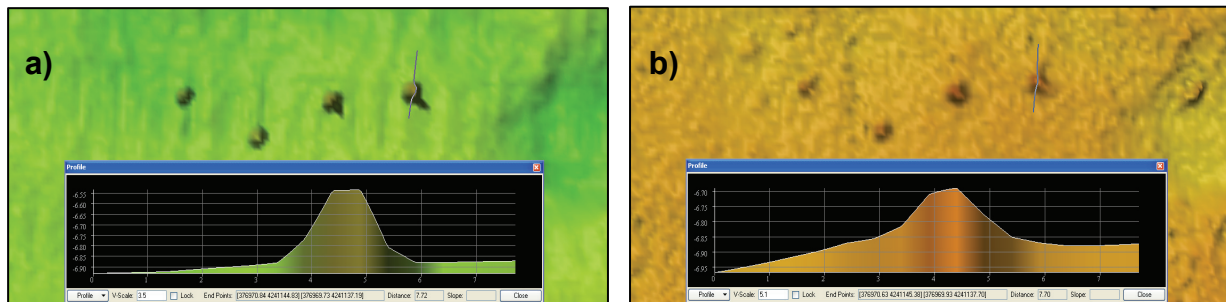 a)
Profile
-6.55
-6.60
-6.65
-6.70
-6.75
-6.80
-6.85
-6.90
0 1 2 3 4 5 6 7
Profile V-Scale: 3.5 Lock End Points: [376970.84 4241144.83] [376969.73 4241137.19] Distance: 7.72 Slope: Close
b)
Profile
-6.70
-6.75
-6.80
-6.85
-6.90
-6.95
0 1 2 3 4 5 6 7
Profile V-Scale: 5.1 Lock End Points: [376970.63 4241145.38] [376969.93 4241137.70] Distance: 7.70 Slope: Close